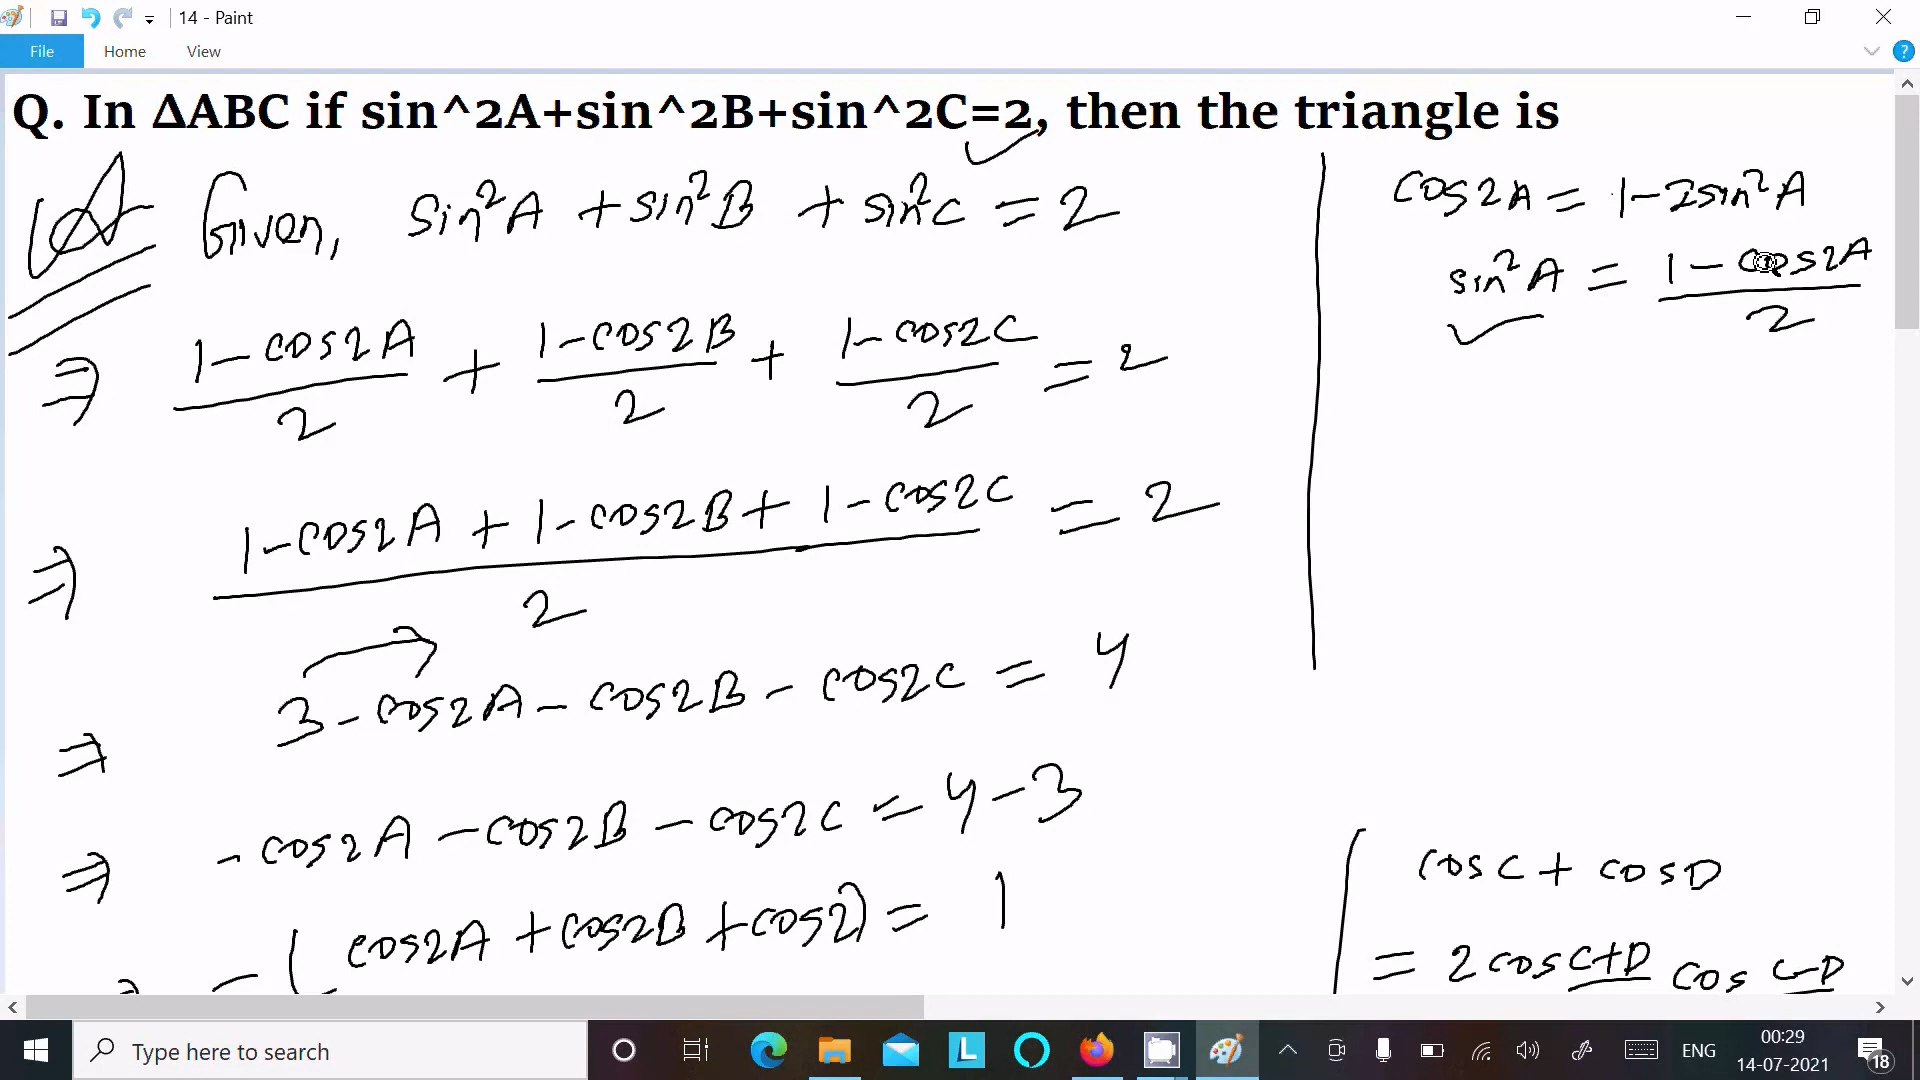 14 - Paint
File Home View
Q. In ΔABC if sin^2A+sin^2B+sin^2C=2, then the triangle is
Given, sin²A + sin²B + sin²C = 2
⇒ 1-cos2A/2 + 1-cos2B/2 + 1-cos2C/2 = 2
⇒ 1-cos2A + 1-cos2B + 1-cos2C / 2 = 2
⇒ 3 - cos2A - cos2B - cos2C = 4
⇒ - cos2A - cos2B - cos2C = 4-3
- ( cos2A + cos2B + cos2) = 1
cos2A = 1-2sin²A
sin²A = 1-cos2A/2
cosC + cosD
= 2 cos C+D cos C-D
Type here to search
ENG
00:29
14-07-2021
18